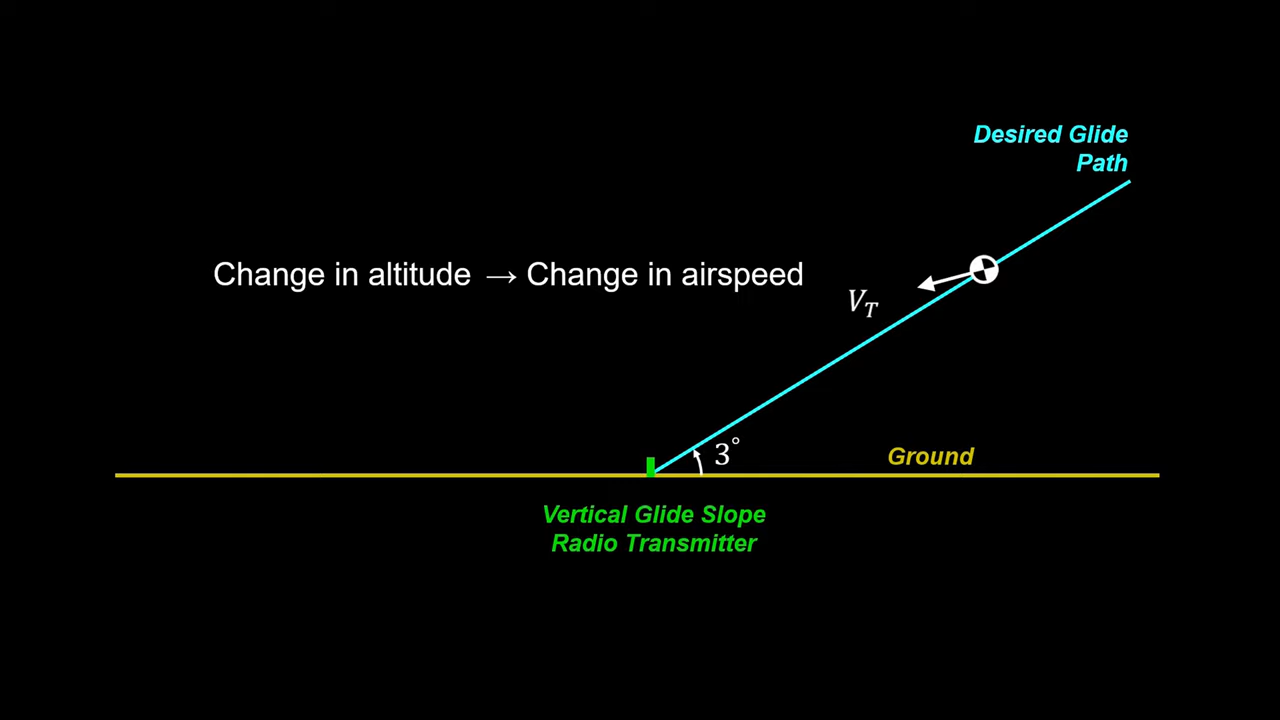 Desired Glide
Path
Change in altitude → Change in airspeed
V_T
3°
Ground
Vertical Glide Slope
Radio Transmitter